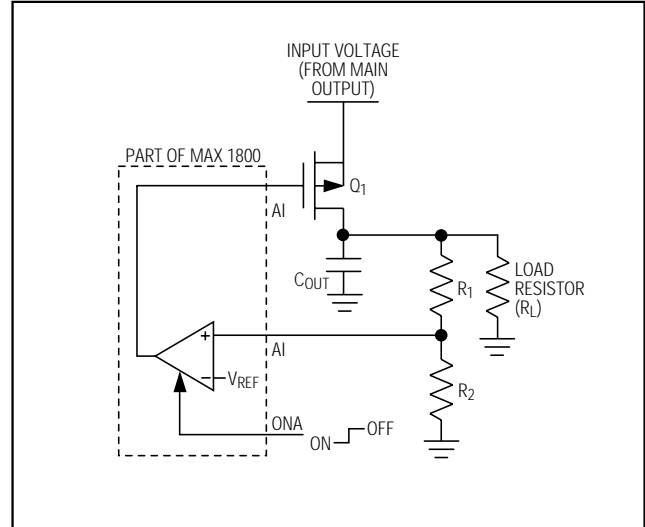 INPUT VOLTAGE
(FROM MAIN
OUTPUT)
PART OF MAX 1800
Q1
AI
COUT
R1
LOAD
RESISTOR
(RL)
+
AI
–
VREF
R2
ONA
ON
OFF